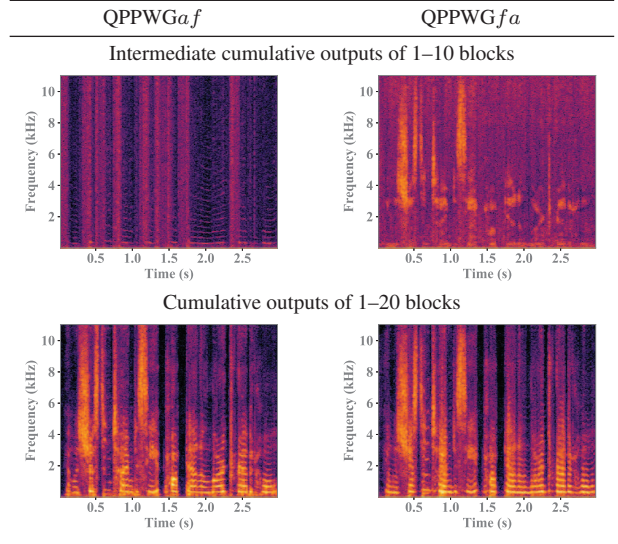 QPPWGaf QPPWGfa
Intermediate cumulative outputs of 1–10 blocks
10
8
6
4
2
Frequency (kHz)
0.5 1.0 1.5 2.0 2.5
Time (s)
10
8
6
4
2
Frequency (kHz)
0.5 1.0 1.5 2.0 2.5
Time (s)
Cumulative outputs of 1–20 blocks
10
8
6
4
2
Frequency (kHz)
0.5 1.0 1.5 2.0 2.5
Time (s)
10
8
6
4
2
Frequency (kHz)
0.5 1.0 1.5 2.0 2.5
Time (s)